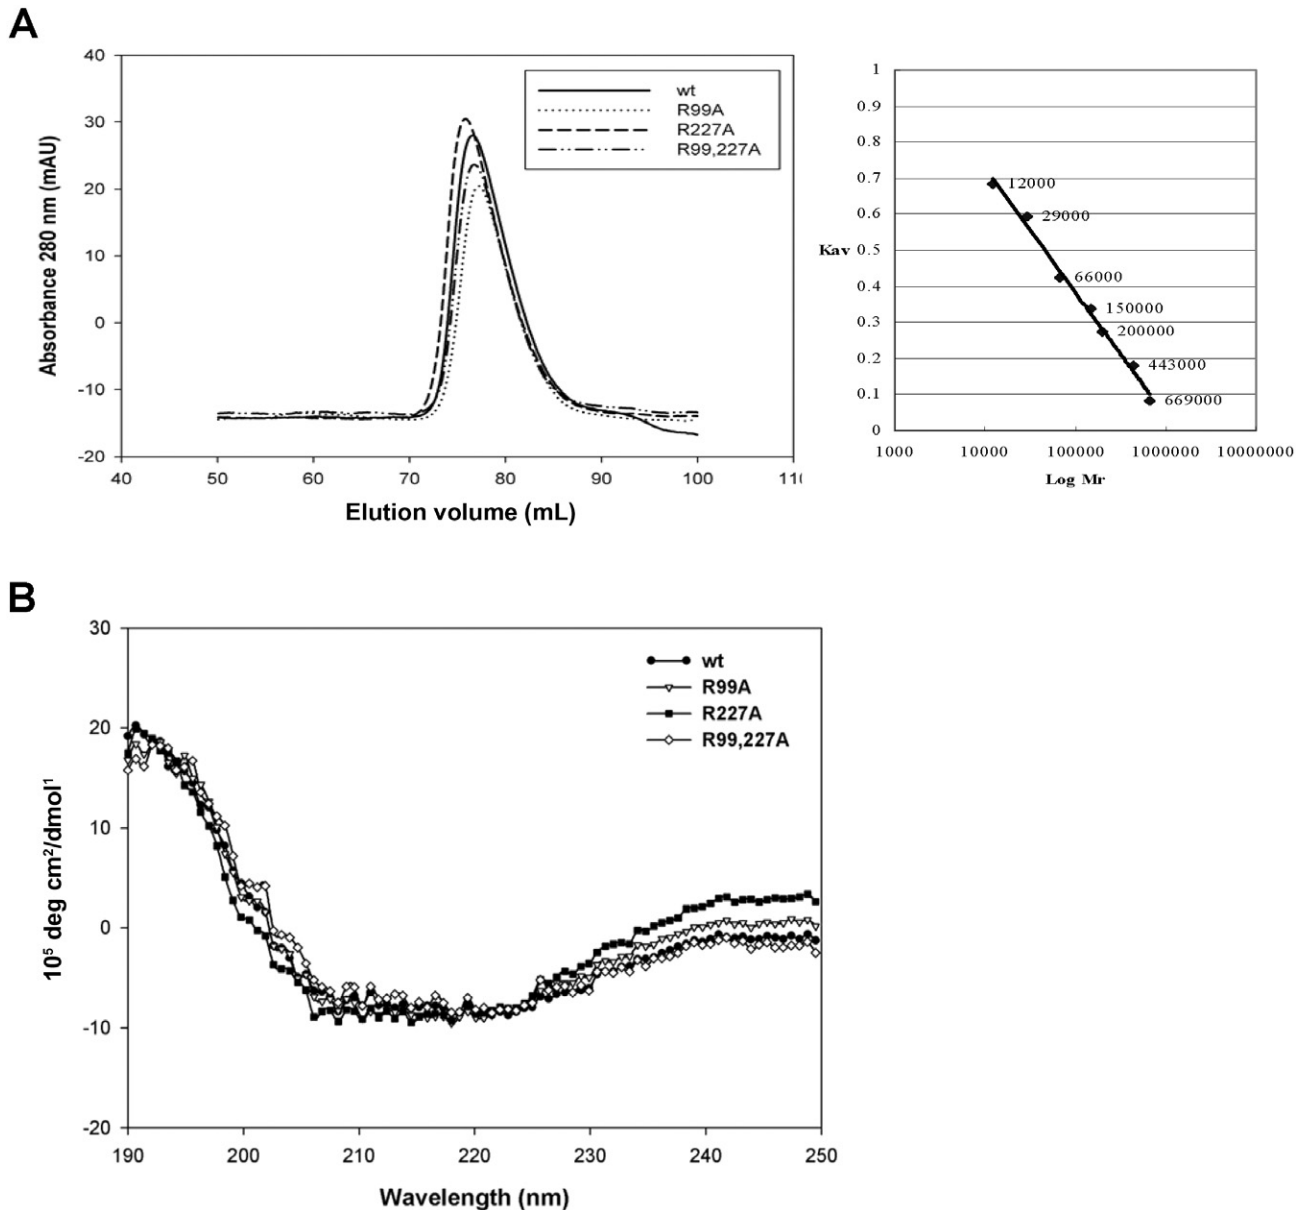 A
40
30
20
10
0
-10
-20
Absorbance 280 nm (mAU)
wt
R99A
R227A
R99,227A
40 50 60 70 80 90 100 11
Elution volume (mL)
1
0.9
0.8
0.7
0.6
0.5
0.4
0.3
0.2
0.1
0
Kav
12000
29000
66000
150000
200000
443000
669000
1000 10000 100000 1000000 10000000
Log Mr
B
30
20
10
0
-10
-20
10⁵ deg cm²/dmol¹
wt
R99A
R227A
R99,227A
190 200 210 220 230 240 250
Wavelength (nm)